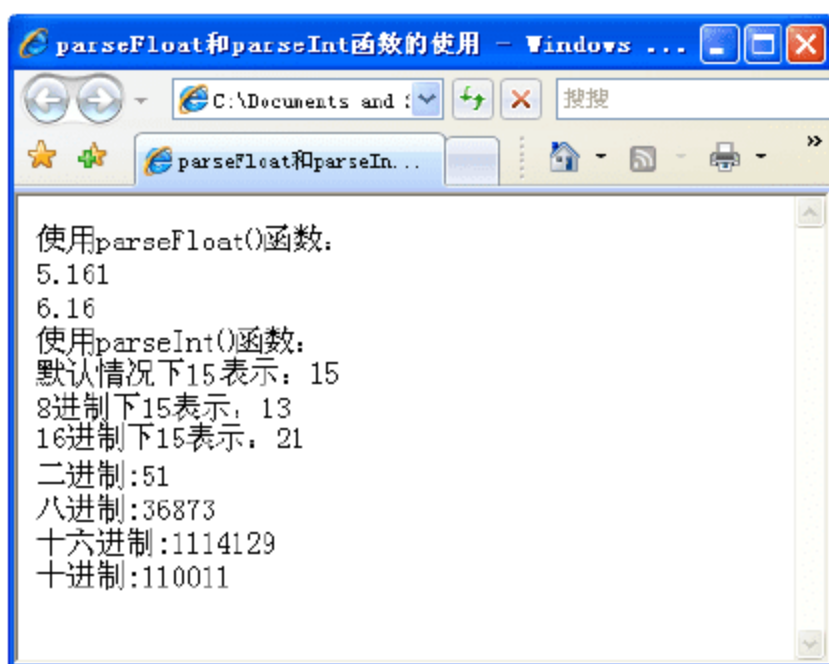 parseFloat和parseInt函数的使用 - Windows ...
C:\Documents and
搜搜
parseFloat和parseIn...
使用parseFloat()函数:
5.161
6.16
使用parseInt()函数:
默认情况下15表示: 15
8进制下15表示: 13
16进制下15表示: 21
二进制:51
八进制:36873
十六进制:1114129
十进制:110011